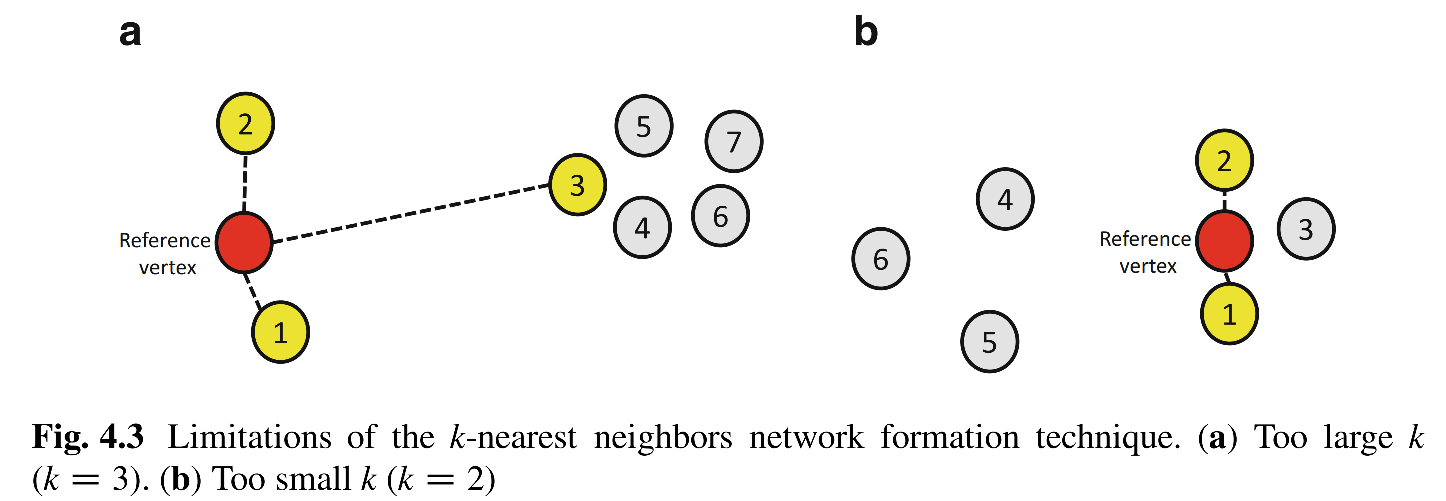 a
b
2
5
7
3
4
6
Reference
vertex
1
2
4
3
6
Reference
vertex
1
5
Fig. 4.3 Limitations of the k-nearest neighbors network formation technique. (a) Too large k
(k = 3). (b) Too small k (k = 2)